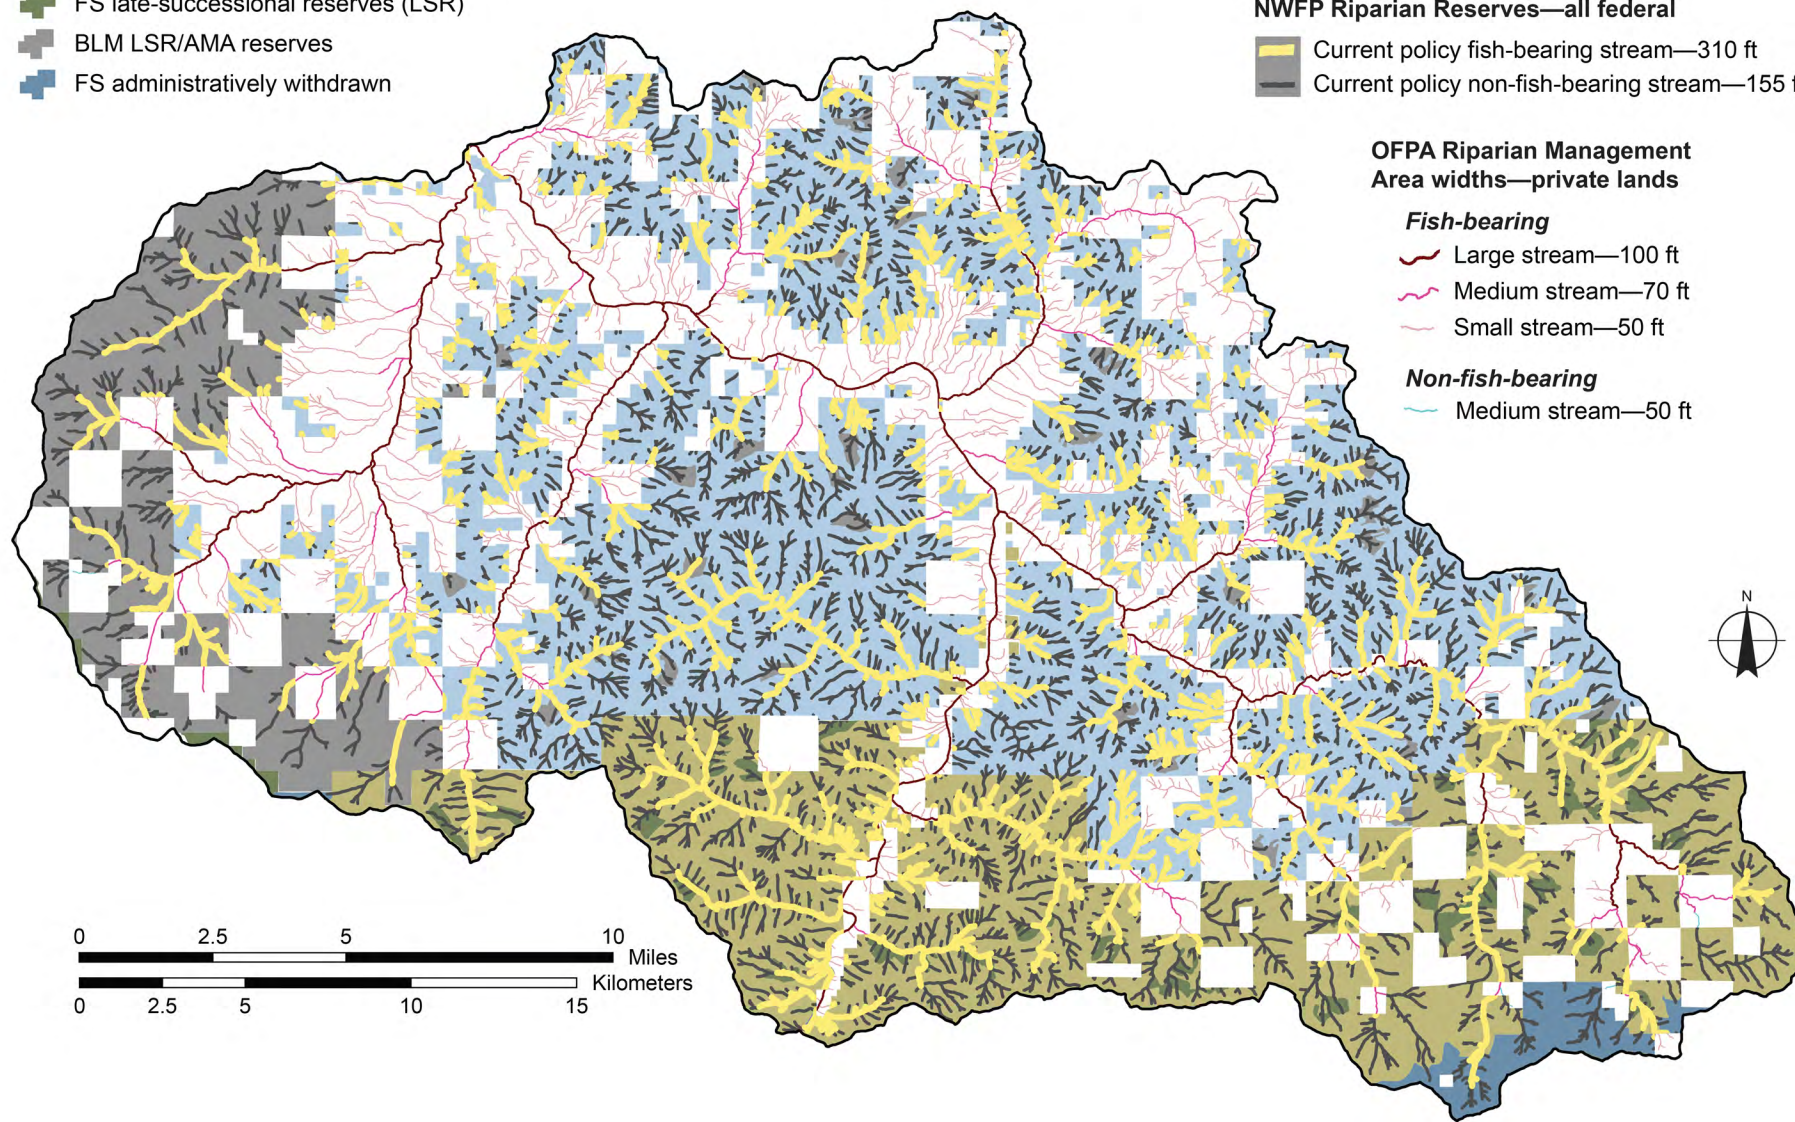 FS late-successional reserves (LSR)
BLM LSR/AMA reserves
FS administratively withdrawn
NWFP Riparian Reserves—all federal
Current policy fish-bearing stream—310 ft
Current policy non-fish-bearing stream—155 f
OFPA Riparian Management
Area widths—private lands
Fish-bearing
Large stream—100 ft
Medium stream—70 ft
Small stream—50 ft
Non-fish-bearing
Medium stream—50 ft
N
0 2.5 5 10
Miles
Kilometers
0 2.5 5 10 15